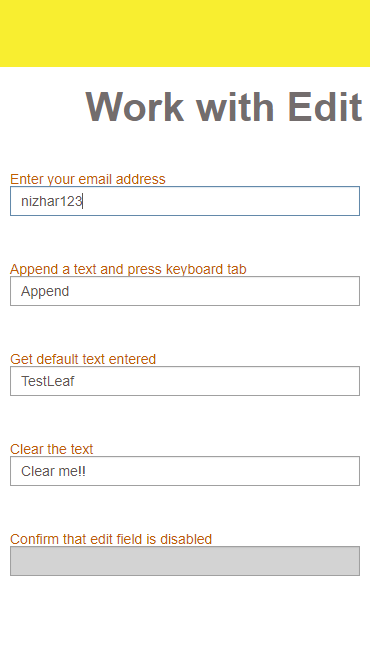 Work with Edit
Enter your email address
nizhar123
Append a text and press keyboard tab
Append
Get default text entered
TestLeaf
Clear the text
Clear me!!
Confirm that edit field is disabled